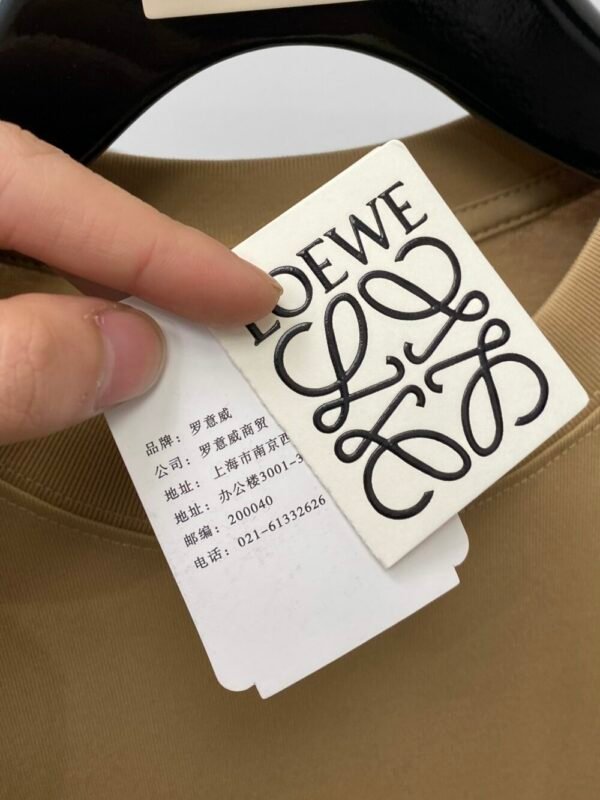 LOEWE
品牌: 罗意威
公司: 罗意威商贸
地址: 上海市南京西
地址: 办公楼3001-3
邮编: 200040
电话: 021-61332626